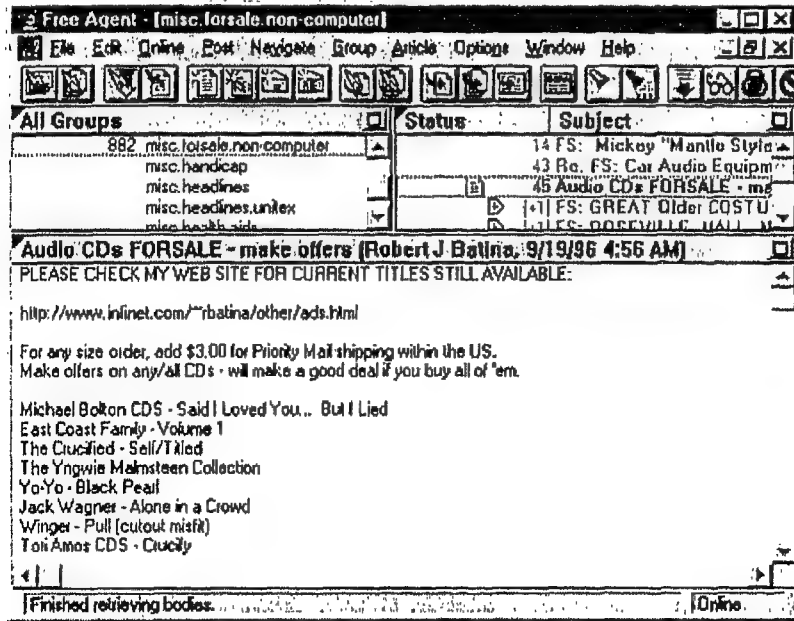 Free Agent - [misc.forsale.non-computer]
File Edit Online Post Navigate Group Article Options Window Help
All Groups
Status Subject
882 misc.forsale.non-computer
misc.handicap
misc.headlines
misc.headlines.unitex
misc.health.aids
14 FS: Mickey "Mantle Style
43 Re. FS: Car Audio Equipm
45 Audio CDs FORSALE - ma
[+1] FS: GREAT Older COSTU
FS: ROSEVILLE, HALL,
Audio CDs FORSALE - make offers (Robert J Batina, 9/19/96 4:56 AM)
PLEASE CHECK MY WEB SITE FOR CURRENT TITLES STILL AVAILABLE:
http://www.infinet.com/~rbatina/other/ads.html
For any size order, add $3.00 for Priority Mail shipping within the US.
Make offers on any/all CDs - will make a good deal if you buy all of 'em.
Michael Bolton CDS - Said I Loved You... But I Lied
East Coast Family - Volume 1
The Crucified - Self/Titled
The Yngwie Malmsteen Collection
Yo-Yo - Black Pearl
Jack Wagner - Alone in a Crowd
Winger - Pull (cutout misfit)
Tori Amos CDS - Crucify
Finished retrieving bodies.
Online